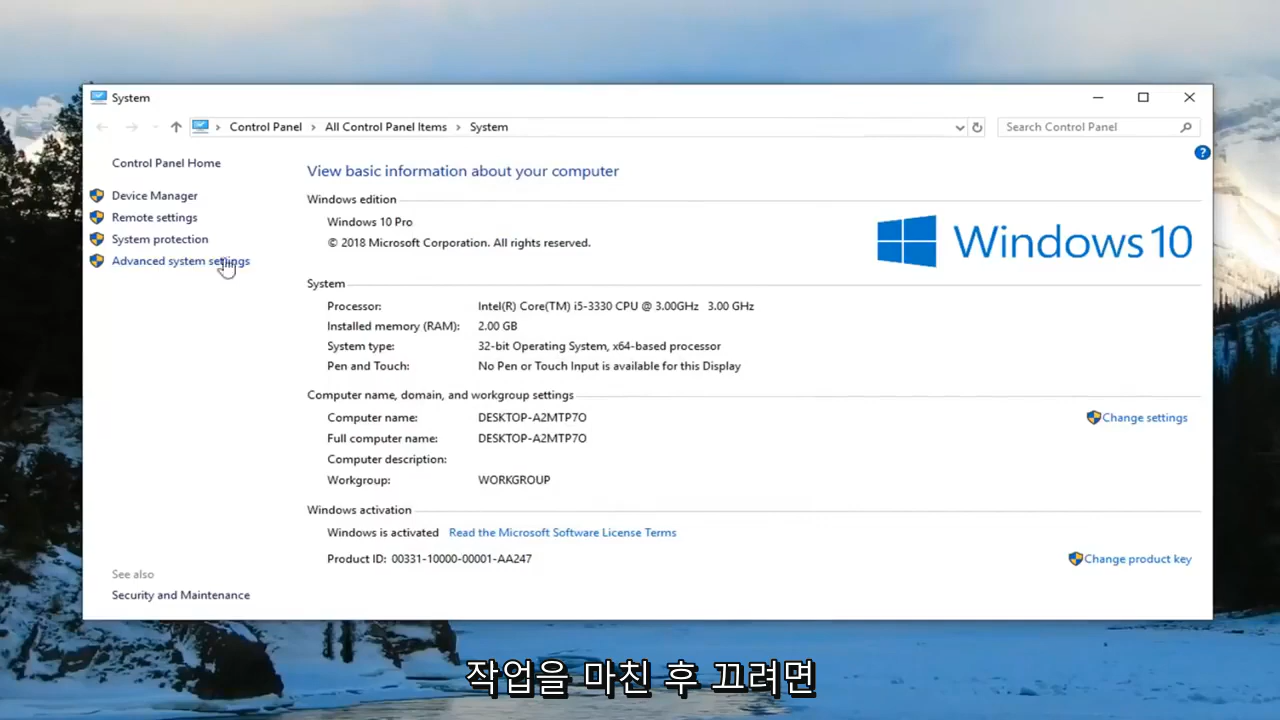 System
Control Panel > All Control Panel Items > System
Search Control Panel
Control Panel Home
Device Manager
Remote settings
System protection
Advanced system settings
See also
Security and Maintenance
?
View basic information about your computer
Windows edition
Windows 10 Pro
© 2018 Microsoft Corporation. All rights reserved.
Windows 10
System
Processor: Intel(R) Core(TM) i5-3330 CPU @ 3.00GHz 3.00 GHz
Installed memory (RAM): 2.00 GB
System type: 32-bit Operating System, x64-based processor
Pen and Touch: No Pen or Touch Input is available for this Display
Computer name, domain, and workgroup settings
Computer name: DESKTOP-A2MTP7O
Change settings
Full computer name: DESKTOP-A2MTP7O
Computer description:
Workgroup: WORKGROUP
Windows activation
Windows is activated Read the Microsoft Software License Terms
Product ID: 00331-10000-00001-AA247
Change product key
작업을 마친 후 끄려면